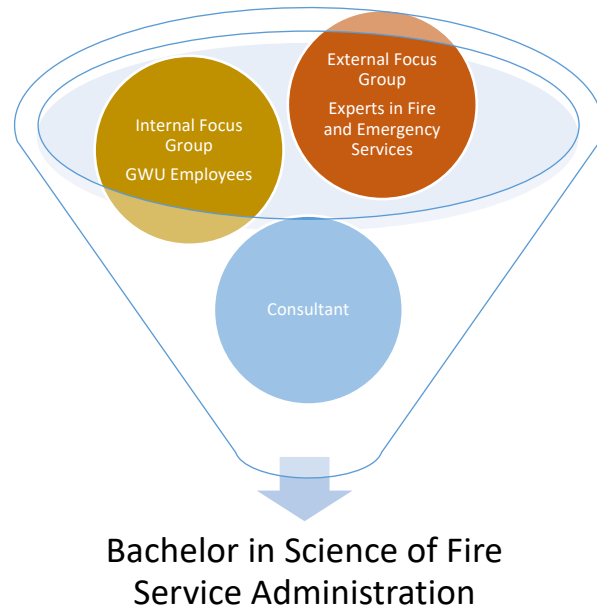 External Focus
Group
Experts in Fire
and Emergency
Services
Internal Focus
Group
GWU Employees
Consultant
Bachelor in Science of Fire
Service Administration